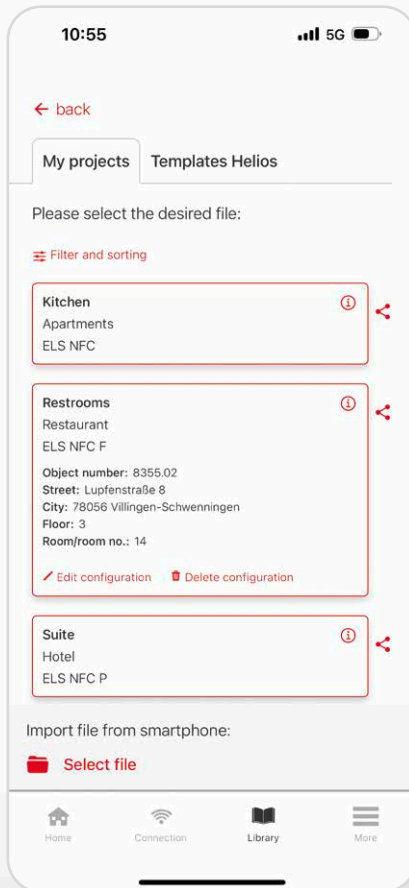 10:55
5G
← back
My projects
Templates Helios
Please select the desired file:
Filter and sorting
Kitchen
Apartments
ELS NFC
Restrooms
Restaurant
ELS NFC F
Object number: 8355.02
Street: Lupfenstraße 8
City: 78056 Villingen-Schwenningen
Floor: 3
Room/room no.: 14
Edit configuration
Delete configuration
Suite
Hotel
ELS NFC P
Import file from smartphone:
Select file
Home
Connection
Library
More